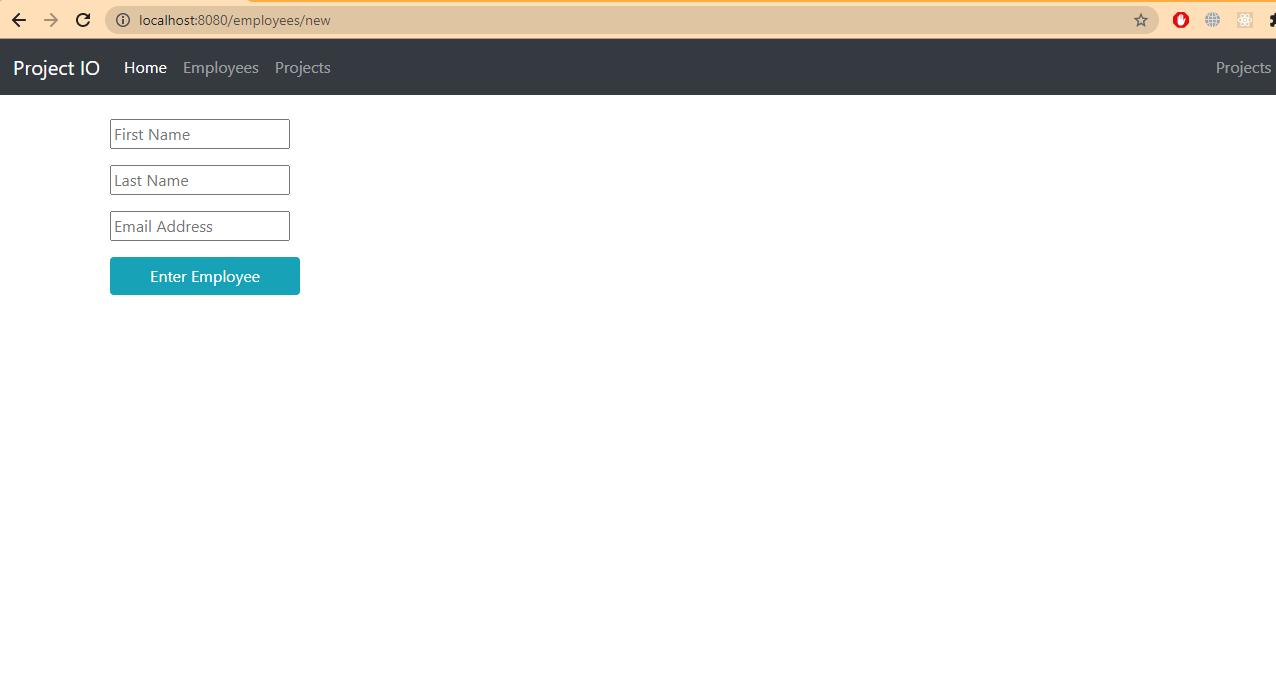 localhost:8080/employees/new
Project IO Home Employees Projects Projects
First Name
Last Name
Email Address
Enter Employee